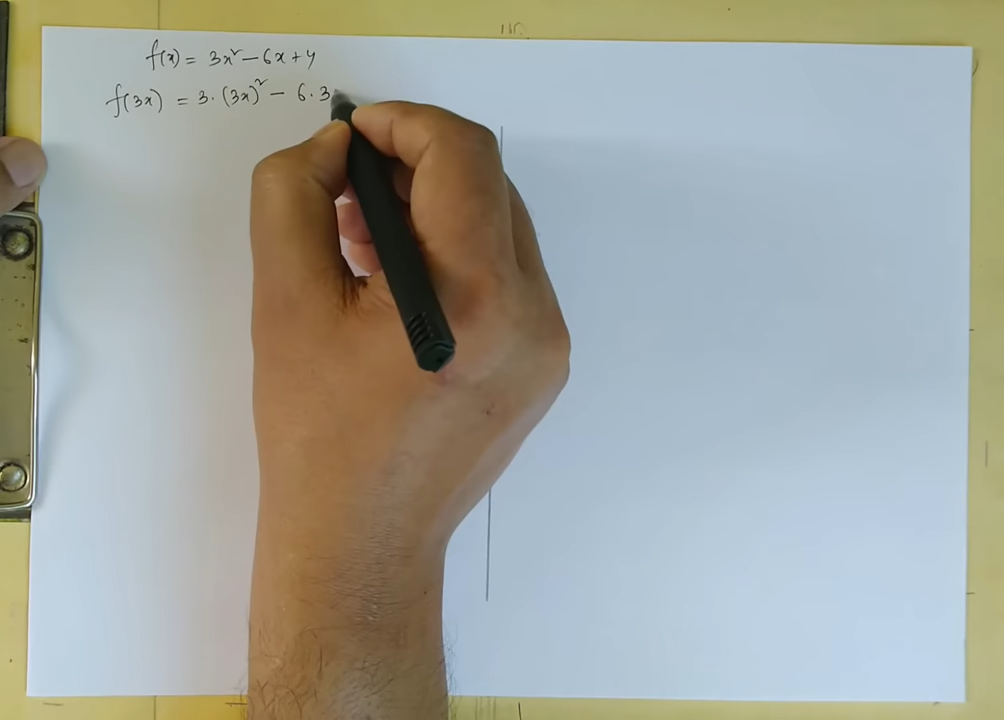 f(x) = 3x² - 6x + 4
f(3x) = 3. (3x)² - 6. 3